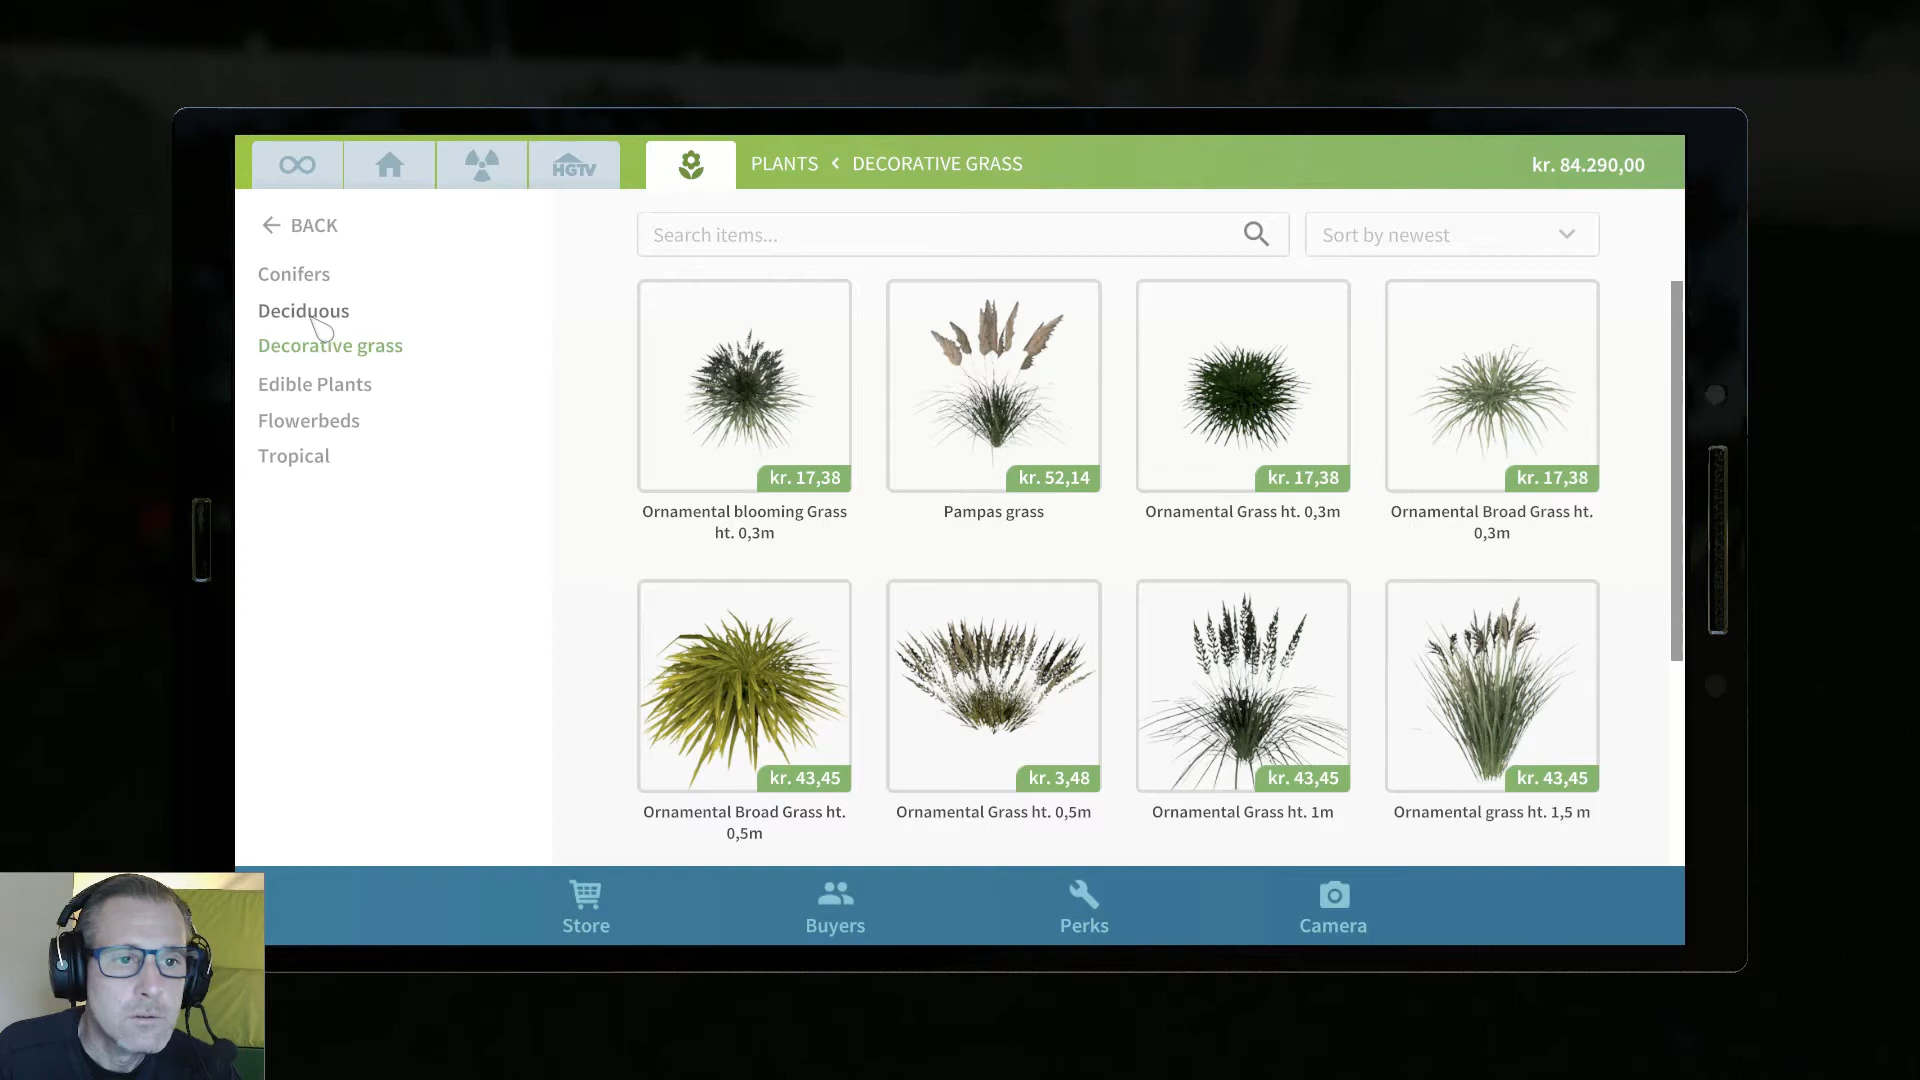 HGTV
PLANTS < DECORATIVE GRASS
kr. 84.290,00
BACK
Conifers
Deciduous
Decorative grass
Edible Plants
Flowerbeds
Tropical
Search items...
Sort by newest
kr. 17,38
kr. 52,14
kr. 17,38
kr. 17,38
Ornamental blooming Grass
ht. 0,3m
Pampas grass
Ornamental Grass ht. 0,3m
Ornamental Broad Grass ht.
0,3m
kr. 43,45
kr. 3,48
kr. 43,45
kr. 43,45
Ornamental Broad Grass ht.
0,5m
Ornamental Grass ht. 0,5m
Ornamental Grass ht. 1m
Ornamental grass ht. 1,5 m
Store
Buyers
Perks
Camera